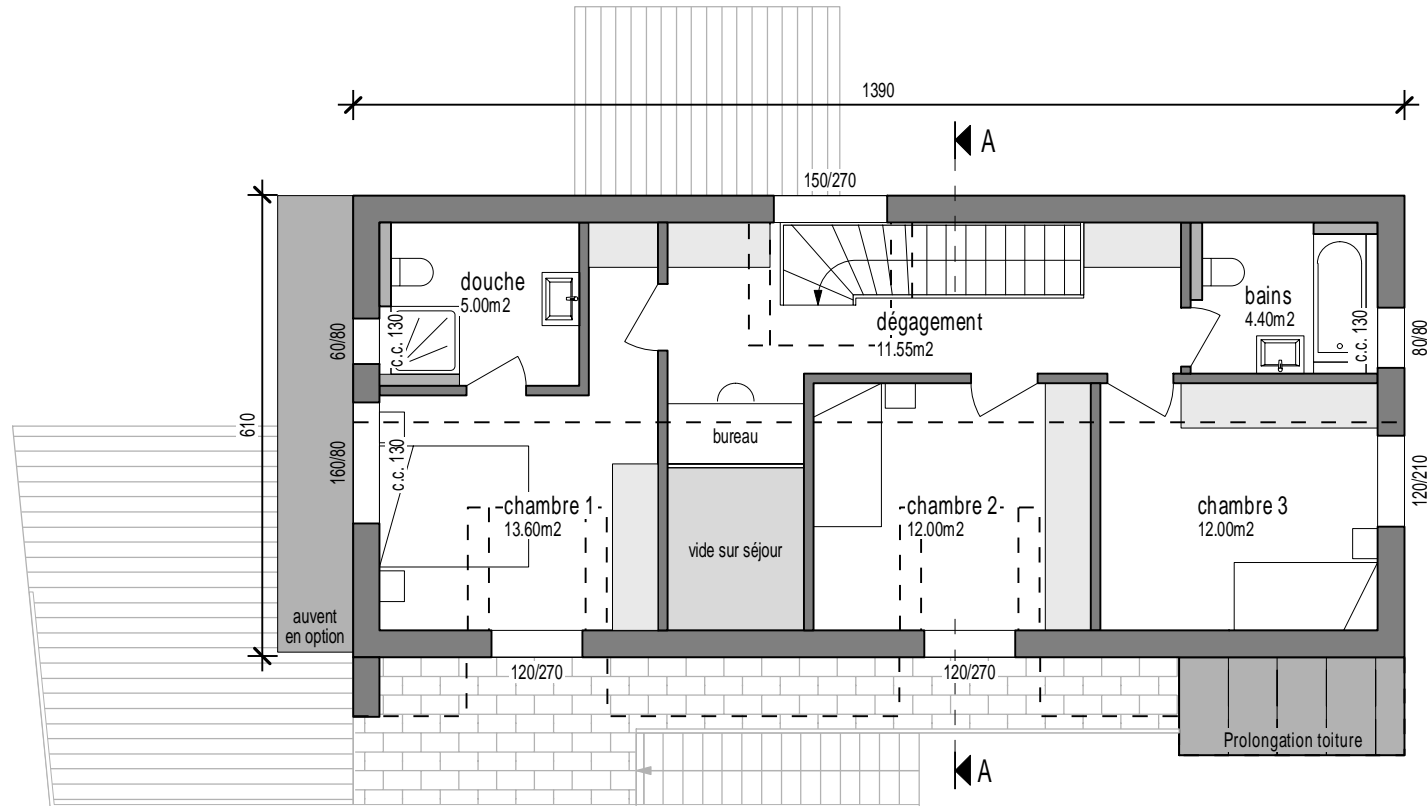 1390
A
150/270
douche
5.00m2
bains
4.40m2
dégagement
11.55m2
60/80
c.c. 130
c.c. 130
80/80
610
160/80
c.c. 130
bureau
120/210
chambre 1
13.60m2
chambre 2
12.00m2
chambre 3
12.00m2
vide sur séjour
auvent
en option
120/270
120/270
Prolongation toiture
A